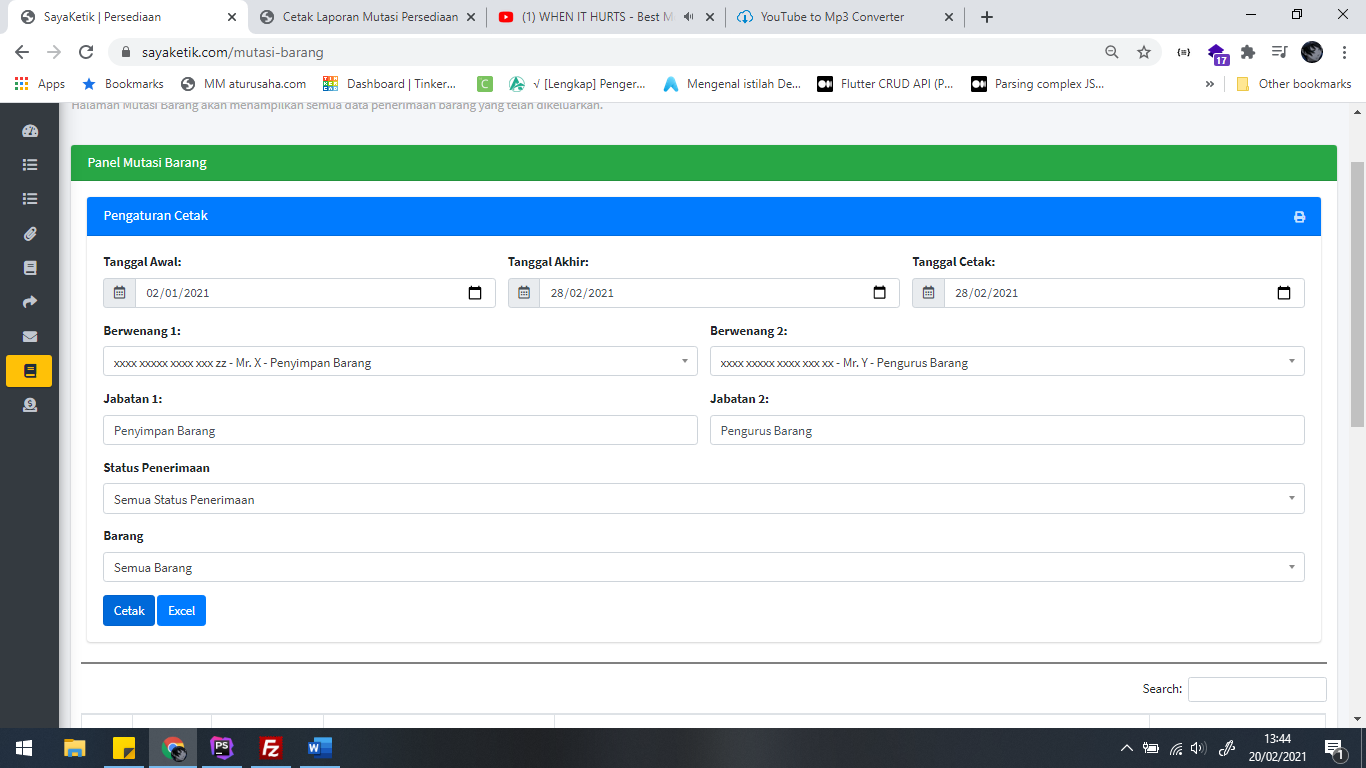 SayaKetik | Persediaan
Cetak Laporan Mutasi Persediaan
(1) WHEN IT HURTS - Best M
YouTube to Mp3 Converter
sayaketik.com/mutasi-barang
17
Apps
Bookmarks
MM aturusaha.com
Dashboard | Tinker...
C
√ [Lengkap] Penger...
Mengenal istilah De...
Flutter CRUD API (P...
Parsing complex JS...
»
Other bookmarks
Halaman Mutasi Barang akan menampilkan semua data penerimaan barang yang telah dikeluarkan.
Panel Mutasi Barang
Pengaturan Cetak
Tanggal Awal:
Tanggal Akhir:
Tanggal Cetak:
02/01/2021
28/02/2021
28/02/2021
Berwenang 1:
Berwenang 2:
xxxx xxxxx xxxx xxx zz - Mr. X - Penyimpan Barang
xxxx xxxxx xxxx xxx xx - Mr. Y - Pengurus Barang
Jabatan 1:
Jabatan 2:
Penyimpan Barang
Pengurus Barang
Status Penerimaan
Semua Status Penerimaan
Barang
Semua Barang
Cetak
Excel
Search:
PS
FZ
W
13:44
20/02/2021
1